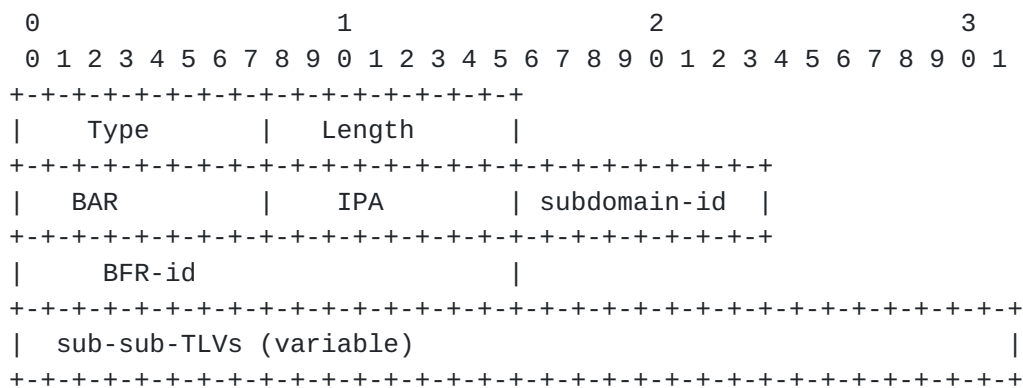 0                   1                   2                   3
 0 1 2 3 4 5 6 7 8 9 0 1 2 3 4 5 6 7 8 9 0 1 2 3 4 5 6 7 8 9 0 1
+-+-+-+-+-+-+-+-+-+-+-+-+-+-+-+-+
|    Type       |   Length      |
+-+-+-+-+-+-+-+-+-+-+-+-+-+-+-+-+-+-+-+-+-+-+-+-+
|   BAR         |    IPA        | subdomain-id  |
+-+-+-+-+-+-+-+-+-+-+-+-+-+-+-+-+-+-+-+-+-+-+-+-+
|     BFR-id                    |
+-+-+-+-+-+-+-+-+-+-+-+-+-+-+-+-+-+-+-+-+-+-+-+-+-+-+-+-+-+-+-+-+
|  sub-sub-TLVs (variable)                                      |
+-+-+-+-+-+-+-+-+-+-+-+-+-+-+-+-+-+-+-+-+-+-+-+-+-+-+-+-+-+-+-+-+